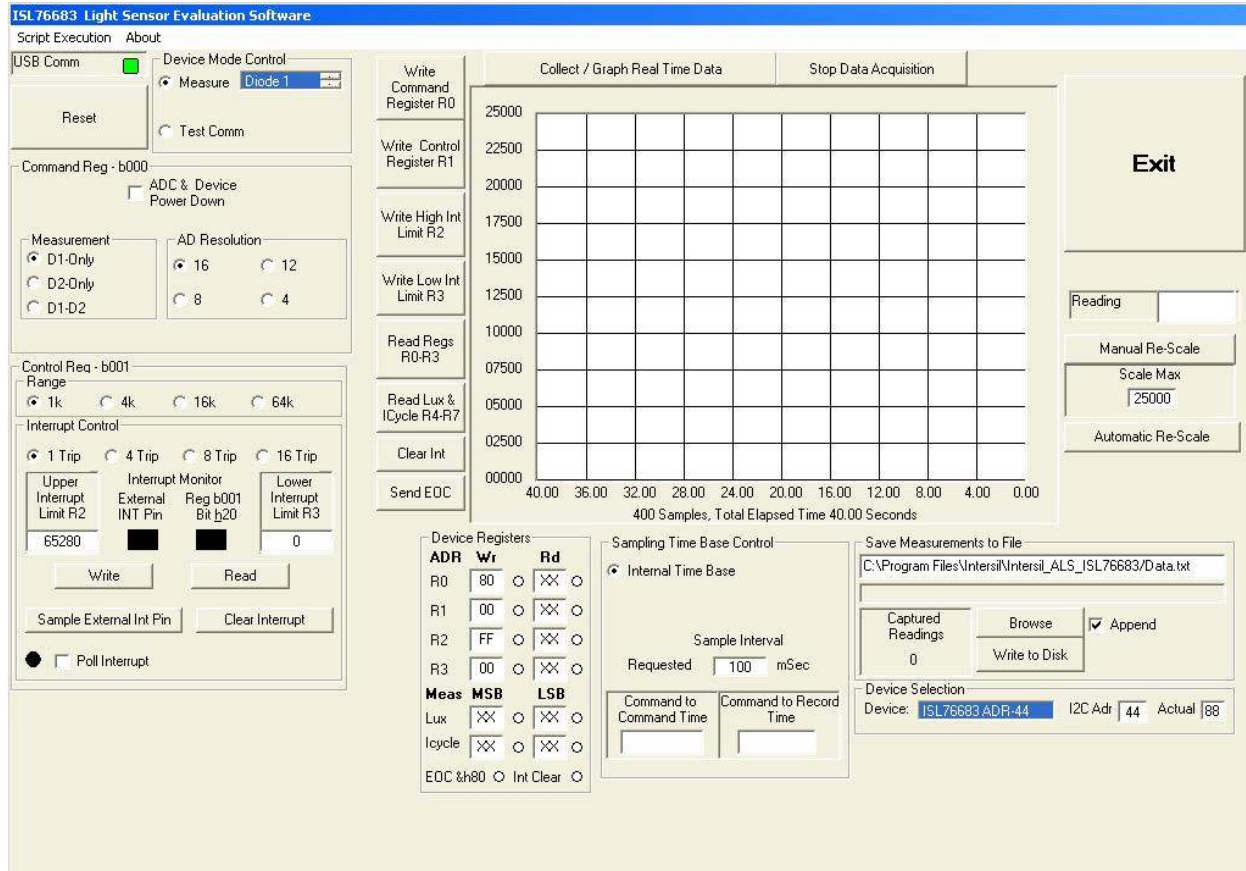 ISL76683 Light Sensor Evaluation Software
Script Execution About
USB Comm
Reset
Device Mode Control
Measure Diode 1
Test Comm
Command Reg - b000
ADC & Device
Power Down
Measurement
D1-Only
D2-Only
D1-D2
AD Resolution
16 12
8 4
Control Reg - b001
Range
1k 4k 16k 64k
Interrupt Control
1 Trip 4 Trip 8 Trip 16 Trip
Upper
Interrupt
Limit R2
65280
Interrupt Monitor
External
INT Pin
Reg b001
Bit h20
Lower
Interrupt
Limit R3
0
Write Read
Sample External Int Pin Clear Interrupt
Poll Interrupt
Write
Command
Register R0
Write Control
Register R1
Write High Int
Limit R2
Write Low Int
Limit R3
Read Regs
R0-R3
Read Lux &
ICycle R4-R7
Clear Int
Send EOC
Collect / Graph Real Time Data Stop Data Acquisition
25000
22500
20000
17500
15000
12500
10000
07500
05000
02500
00000
40.00 36.00 32.00 28.00 24.00 20.00 16.00 12.00 8.00 4.00 0.00
400 Samples, Total Elapsed Time 40.00 Seconds
Exit
Reading
Manual Re-Scale
Scale Max
25000
Automatic Re-Scale
Device Registers
ADR Wr Rd
R0 80 XX
R1 00 XX
R2 FF XX
R3 00 XX
Meas MSB LSB
Lux XX XX
Icycle XX XX
EOC &h80 Int Clear
Sampling Time Base Control
Internal Time Base
Sample Interval
Requested 100 mSec
Command to
Command Time
Command to Record
Time
Save Measurements to File
C:\Program Files\Intersil\Intersil_ALS_ISL76683/Data.txt
Captured
Readings
0
Browse
Write to Disk
Append
Device Selection
Device: ISL76683 ADR-44 I2C Adr 44 Actual 88